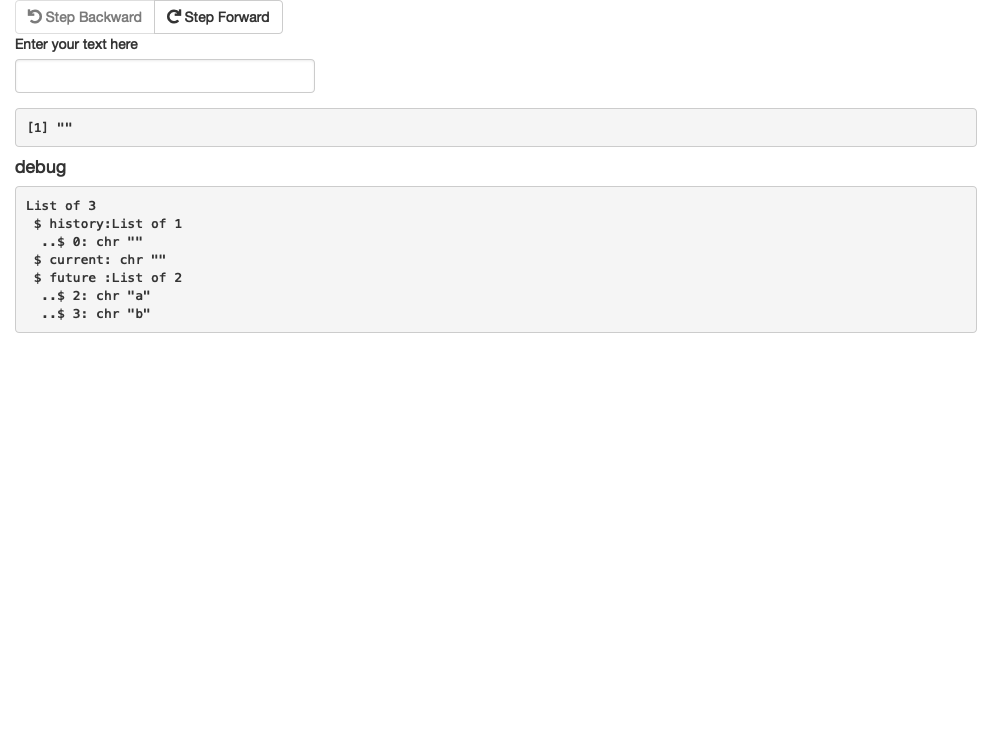 Step Backward Step Forward
Enter your text here
[1] ""
debug
List of 3
 $ history:List of 1
  ..$ 0: chr ""
 $ current: chr ""
 $ future :List of 2
  ..$ 2: chr "a"
  ..$ 3: chr "b"